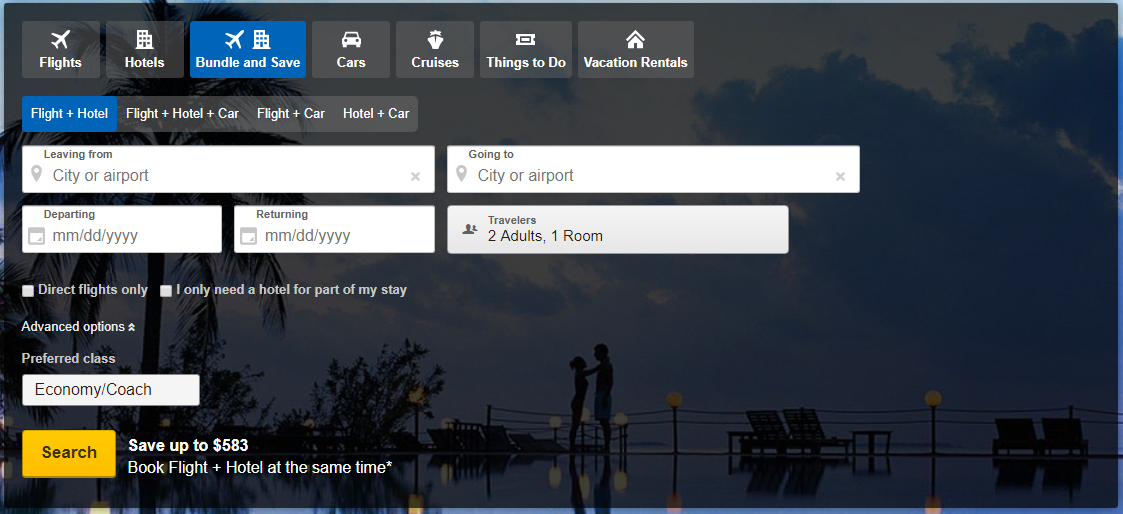 Flights Hotels Bundle and Save Cars Cruises Things to Do Vacation Rentals
Flight + Hotel Flight + Hotel + Car Flight + Car Hotel + Car
Leaving from
City or airport
Going to
City or airport
Departing
mm/dd/yyyy
Returning
mm/dd/yyyy
Travelers
2 Adults, 1 Room
Direct flights only I only need a hotel for part of my stay
Advanced options
Preferred class
Economy/Coach
Search
Save up to $583
Book Flight + Hotel at the same time*